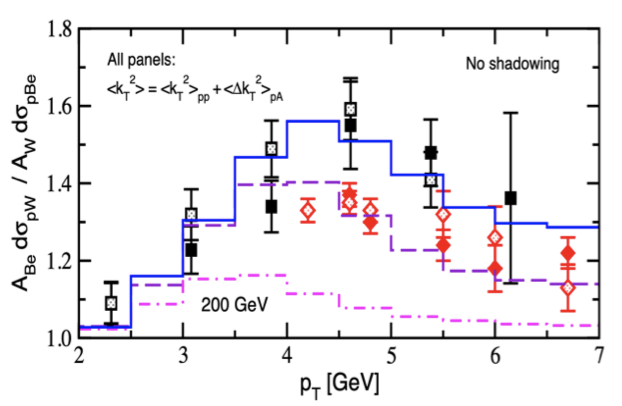 1.8
All panels:
No shadowing
<k_T^2> = <k_T^2>_pp + <Δk_T^2>_pA
1.6
1.4
1.2
200 GeV
1.0
2 3 4 5 6 7
p_T [GeV]
A_Be dσ_pW / A_W dσ_pBe